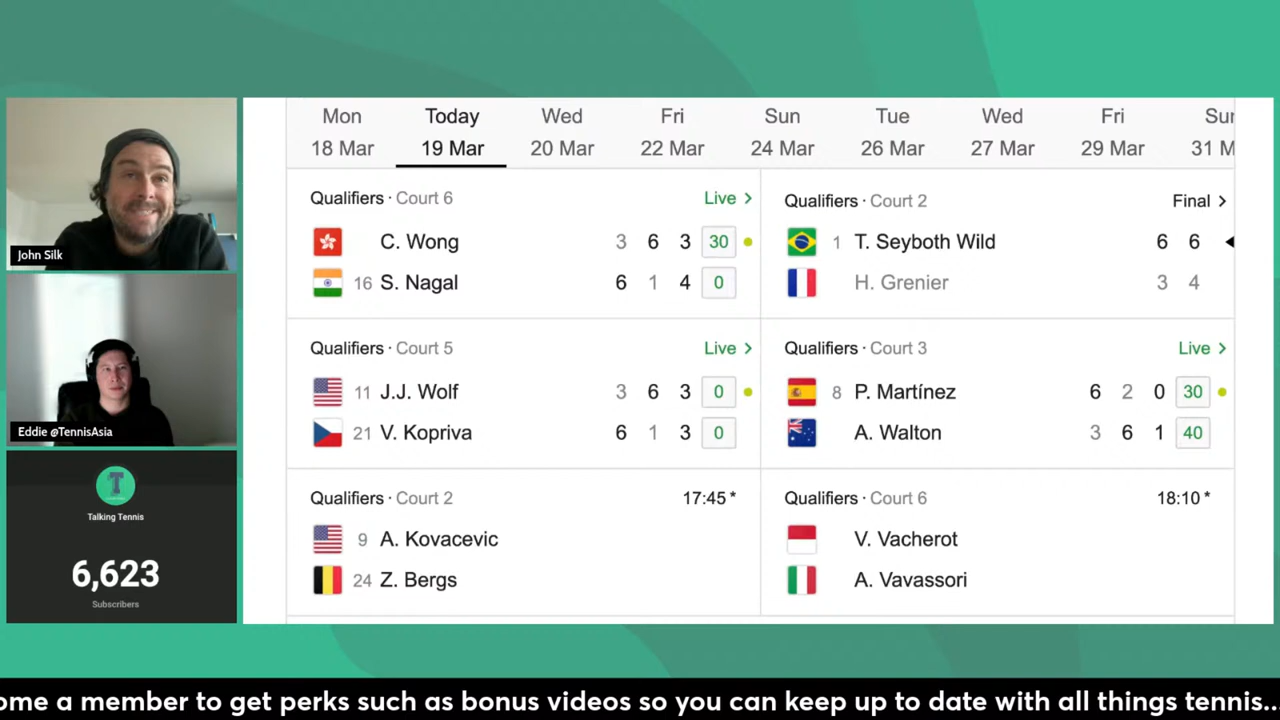 Mon Today Wed Fri Sun Tue Wed Fri Sur
18 Mar 19 Mar 20 Mar 22 Mar 24 Mar 26 Mar 27 Mar 29 Mar 31 M
Qualifiers · Court 6 Live
C. Wong 3 6 3 30
16 S. Nagal 6 1 4 0
Qualifiers · Court 2 Final
1 T. Seyboth Wild 6 6
H. Grenier 3 4
Qualifiers · Court 5 Live
11 J.J. Wolf 3 6 3 0
21 V. Kopriva 6 1 3 0
Qualifiers · Court 3 Live
8 P. Martínez 6 2 0 30
A. Walton 3 6 1 40
Qualifiers · Court 2 17:45 *
9 A. Kovacevic
24 Z. Bergs
Qualifiers · Court 6 18:10 *
V. Vacherot
A. Vavassori
John Silk
Eddie @TennisAsia
Talking Tennis
6,623
Subscribers
ome a member to get perks such as bonus videos so you can keep up to date with all things tennis...